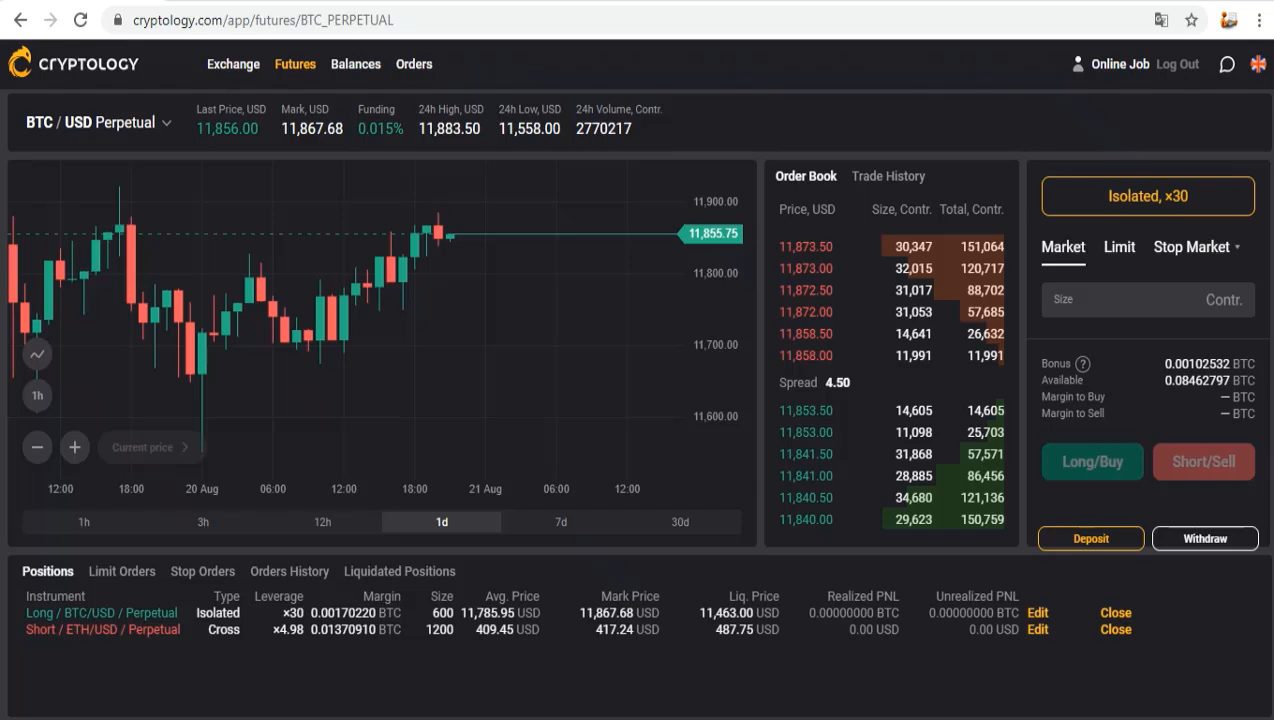 cryptology.com/app/futures/BTC_PERPETUAL
CRYPTOLOGY Exchange Futures Balances Orders Online Job Log Out
BTC / USD Perpetual
Last Price, USD Mark, USD Funding 24h High, USD 24h Low, USD 24h Volume, Contr.
11,856.00 11,867.68 0.015% 11,883.50 11,558.00 2770217
11,900.00
11,855.75
11,800.00
11,700.00
11,600.00
1h
Current price
12:00 18:00 20 Aug 06:00 12:00 18:00 21 Aug 06:00 12:00
1h 3h 12h 1d 7d 30d
Order Book Trade History
Price, USD Size, Contr. Total, Contr.
11,873.50 30,347 151,064
11,873.00 32,015 120,717
11,872.50 31,017 88,702
11,872.00 31,053 57,685
11,858.50 14,641 26,632
11,858.00 11,991 11,991
Spread 4.50
11,853.50 14,605 14,605
11,853.00 11,098 25,703
11,841.50 31,868 57,571
11,841.00 28,885 86,456
11,840.50 34,680 121,136
11,840.00 29,623 150,759
Isolated, ×30
Market Limit Stop Market
Size Contr.
Bonus ? 0.00102532 BTC
Available 0.08462797 BTC
Margin to Buy – BTC
Margin to Sell – BTC
Long/Buy Short/Sell
Deposit Withdraw
Positions Limit Orders Stop Orders Orders History Liquidated Positions
Instrument Type Leverage Margin Size Avg. Price Mark Price Liq. Price Realized PNL Unrealized PNL
Long / BTC/USD / Perpetual Isolated ×30 0.00170220 BTC 600 11,785.95 USD 11,867.68 USD 11,463.00 USD 0.00000000 BTC 0.00000000 BTC Edit Close
Short / ETH/USD / Perpetual Cross ×4.98 0.01370910 BTC 1200 409.45 USD 417.24 USD 487.75 USD 0.00 USD 0.00 USD Edit Close